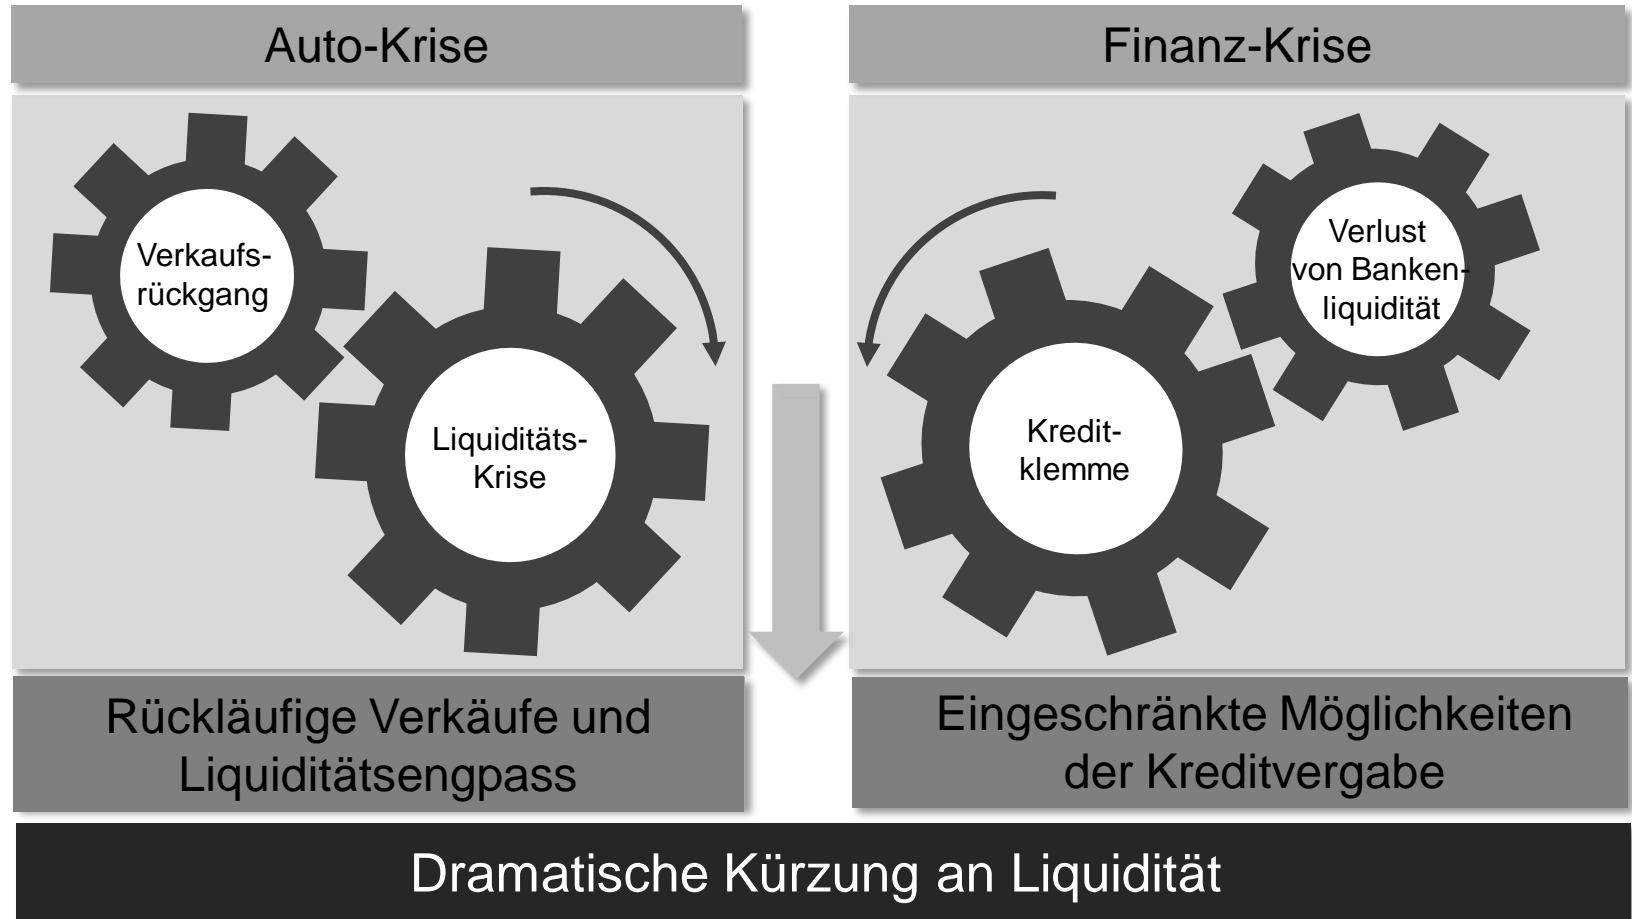 Auto-Krise
Verkaufs-
rückgang
Liquiditäts-
Krise
Rückläufige Verkäufe und
Liquiditätsengpass
Finanz-Krise
Verlust
von Banken-
liquidität
Kredit-
klemme
Eingeschränkte Möglichkeiten
der Kreditvergabe
Dramatische Kürzung an Liquidität